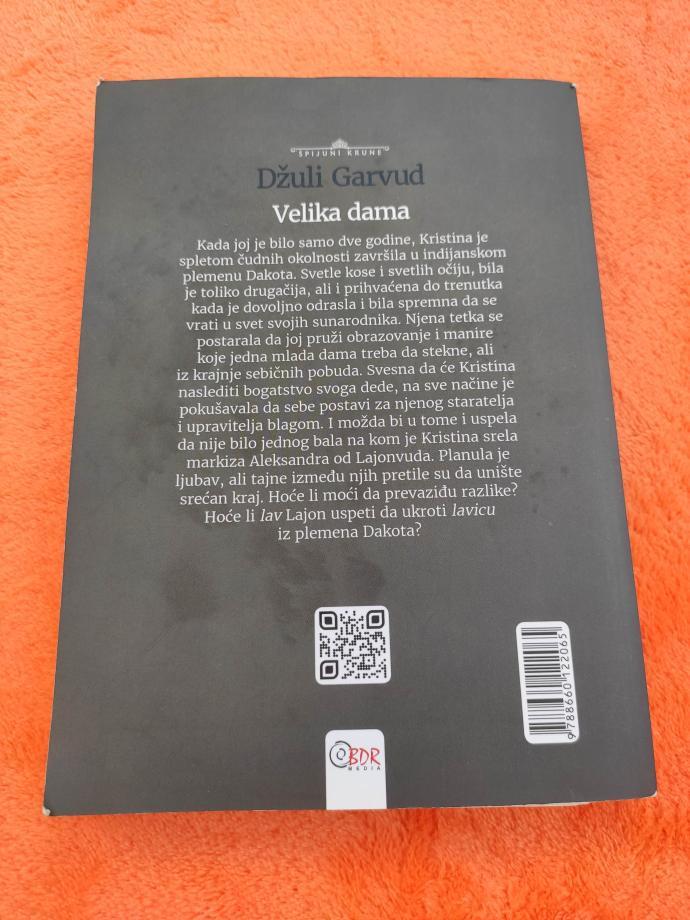 ŠPIJUNI KRUNE
Džuli Garvud
Velika dama
Kada joj je bilo samo dve godine, Kristina je
spletom čudnih okolnosti završila u indijanskom
plemenu Dakota. Svetle kose i svetlih očiju, bila
je toliko drugačija, ali i prihvaćena do trenutka
kada je dovoljno odrasla i bila spremna da se
vrati u svet svojih sunarodnika. Njena tetka se
postarala da joj pruži obrazovanje i manire
koje jedna mlada dama treba da stekne, ali
iz krajnje sebičnih pobuda. Svesna da će Kristina
naslediti bogatstvo svoga dede, na sve načine je
pokušavala da sebe postavi za njenog staratelja
i upravitelja blagom. I možda bi u tome i uspela
da nije bilo jednog bala na kom je Kristina srela
markiza Aleksandra od Lajonvuda. Planula je
ljubav, ali tajne između njih pretile su da unište
srećan kraj. Hoće li moći da prevaziđu razlike?
Hoće li lav Lajon uspeti da ukroti lavicu
iz plemena Dakota?
9788660122065
BDR
MEDIA